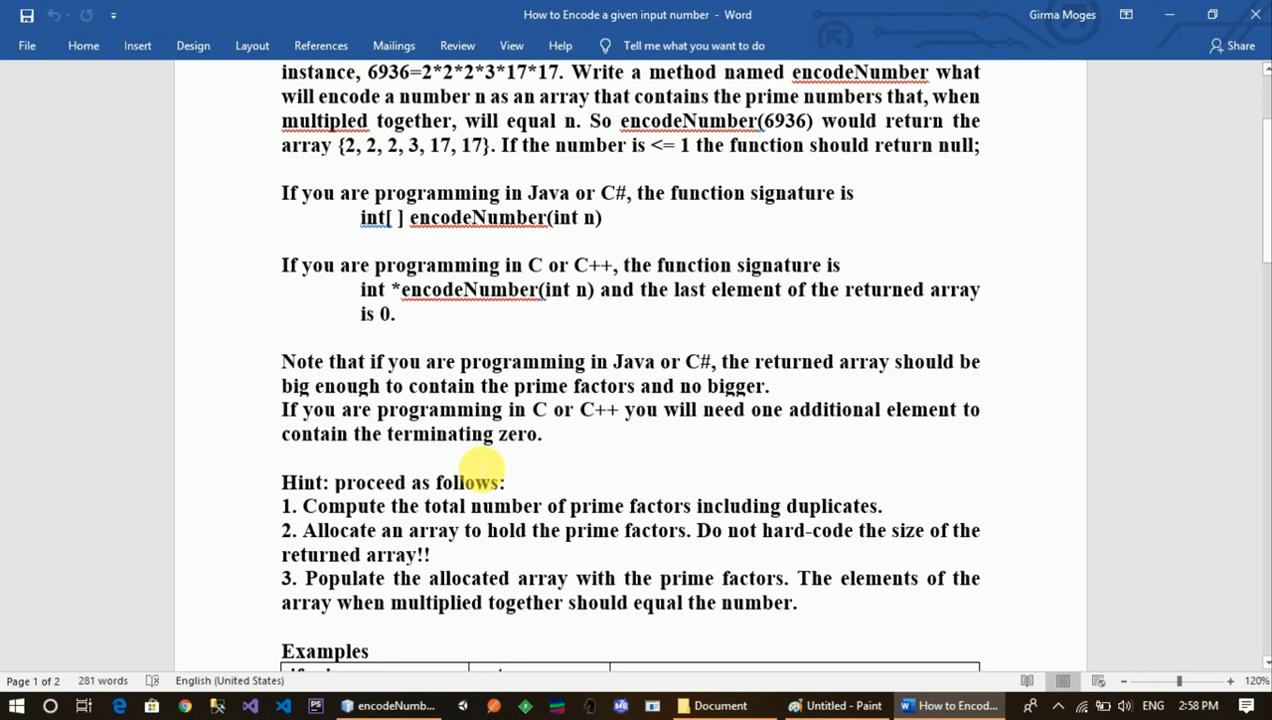 How to Encode a given input number - Word
Girma Moges
File Home Insert Design Layout References Mailings Review View Help Tell me what you want to do Share
instance, 6936=2*2*2*3*17*17. Write a method named encodeNumber what
will encode a number n as an array that contains the prime numbers that, when
multipled together, will equal n. So encodeNumber(6936) would return the
array {2, 2, 2, 3, 17, 17}. If the number is <= 1 the function should return null;
If you are programming in Java or C#, the function signature is
int[ ] encodeNumber(int n)
If you are programming in C or C++, the function signature is
int *encodeNumber(int n) and the last element of the returned array
is 0.
Note that if you are programming in Java or C#, the returned array should be
big enough to contain the prime factors and no bigger.
If you are programming in C or C++ you will need one additional element to
contain the terminating zero.
Hint: proceed as follows:
1. Compute the total number of prime factors including duplicates.
2. Allocate an array to hold the prime factors. Do not hard-code the size of the
returned array!!
3. Populate the allocated array with the prime factors. The elements of the
array when multiplied together should equal the number.
Examples
Page 1 of 2 281 words English (United States) 120%
encodeNumb... Document Untitled - Paint How to Encod... ENG 2:58 PM